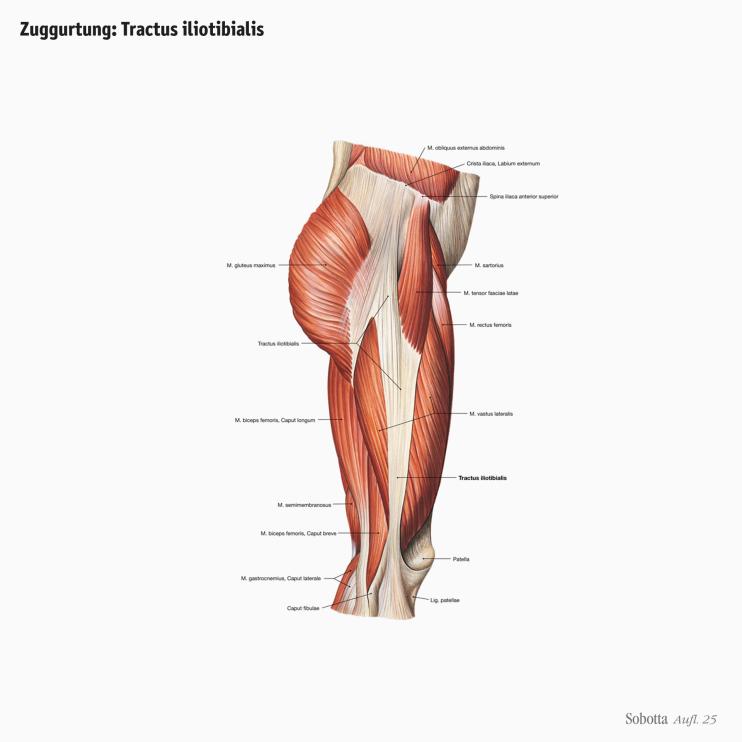 Zuggurtung: Tractus iliotibialis
M. obliquus externus abdominis
Crista iliaca, Labium externum
Spina iliaca anterior superior
M. gluteus maximus
M. sartorius
M. tensor fasciae latae
M. rectus femoris
Tractus iliotibialis
M. vastus lateralis
M. biceps femoris, Caput longum
Tractus iliotibialis
M. semimembranosus
M. biceps femoris, Caput breve
Patella
M. gastrocnemius, Caput laterale
Lig. patellae
Caput fibulae
Sobotta Aufl. 25